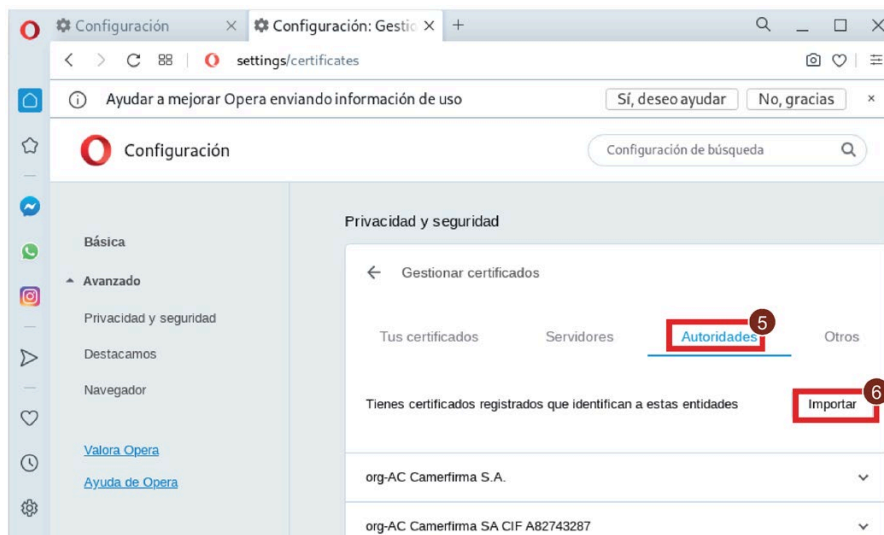 Configuración
Configuración: Gestio
settings/certificates
Ayudar a mejorar Opera enviando información de uso
Sí, deseo ayudar
No, gracias
Configuración
Configuración de búsqueda
Privacidad y seguridad
Básica
Gestionar certificados
Avanzado
5
Privacidad y seguridad
Tus certificados
Servidores
Autoridades
Otros
Destacamos
Navegador
6
Tienes certificados registrados que identifican a estas entidades
Importar
Valora Opera
org-AC Camerfirma S.A.
Ayuda de Opera
org-AC Camerfirma SA CIF A82743287